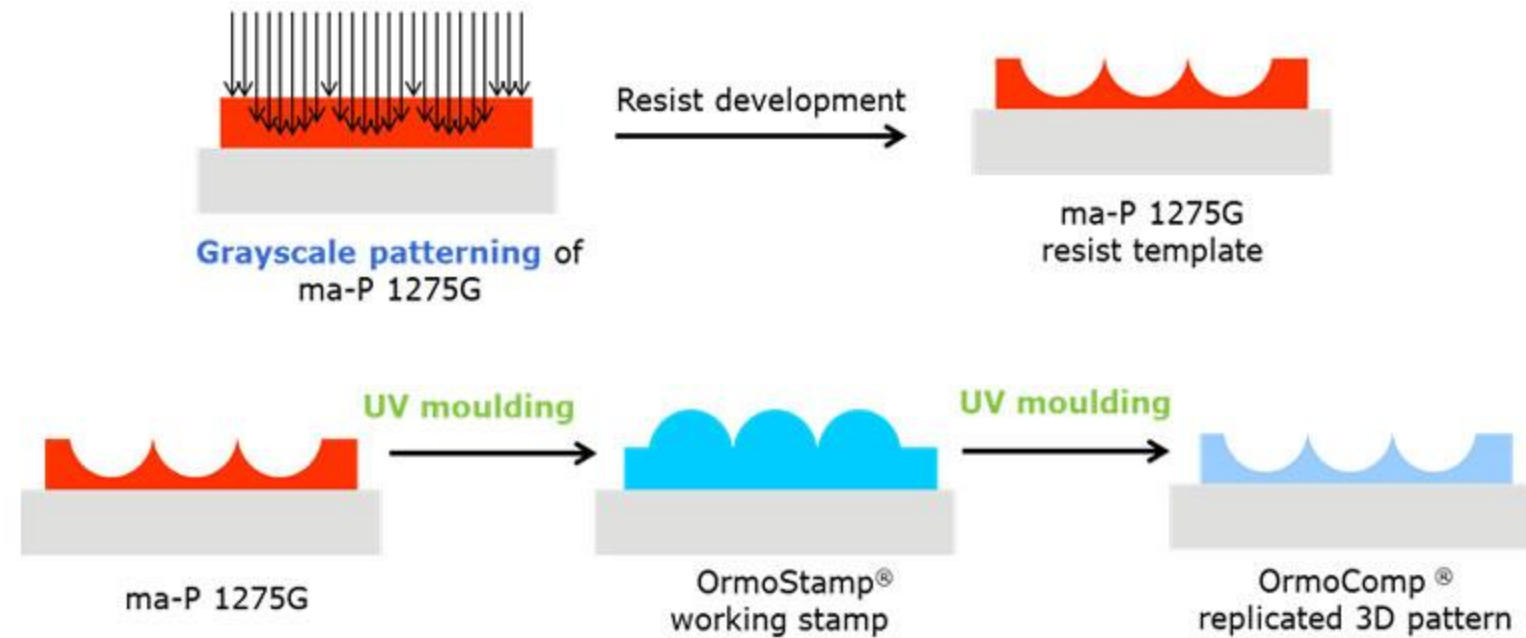 Resist development
Grayscale patterning of
ma-P 1275G
ma-P 1275G
resist template
UV moulding
UV moulding
ma-P 1275G
OrmoStamp®
working stamp
OrmoComp ®
replicated 3D pattern